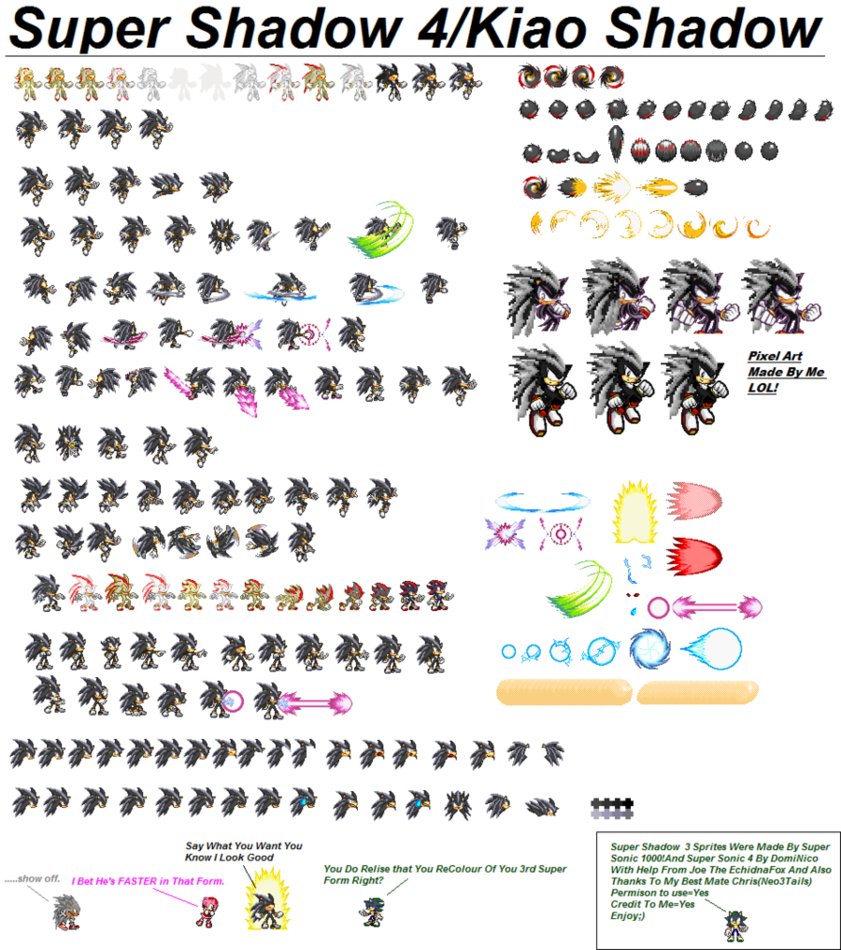 Super Shadow 4/Kiao Shadow
Pixel Art
Made By Me
LOL!
Say What You Want You
Know I Look Good
.....show off.
I Bet He's FASTER in That Form.
You Do Relise that You ReColour Of You 3rd Super
Form Right?
Super Shadow  3 Sprites Were Made By Super
Sonic 1000!And Super Sonic 4 By DomiNico
With Help From Joe The EchidnaFox And Also
Thanks To My Best Mate Chris(Neo3Tails)
Permison to use=Yes
Credit To Me=Yes
Enjoy;)